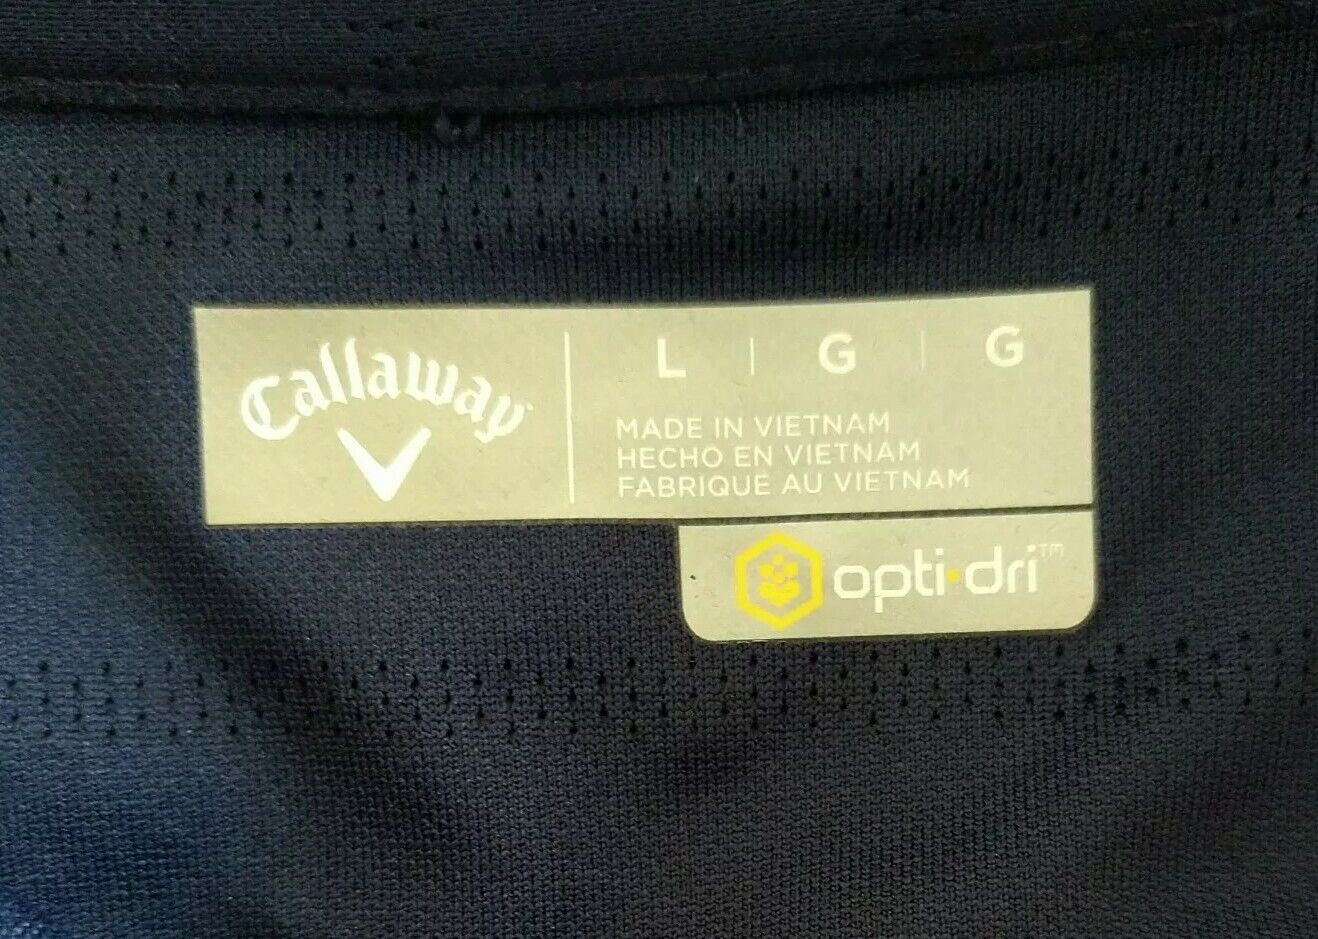 Callaway
L | G | G
MADE IN VIETNAM
HECHO EN VIETNAM
FABRIQUE AU VIETNAM
opti·dri™